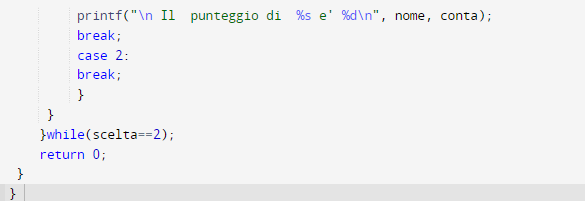 printf("\n Il  punteggio di  %s e' %d\n", nome, conta);
break;
case 2:
break;
}
}
}while(scelta==2);
return 0;
}
}